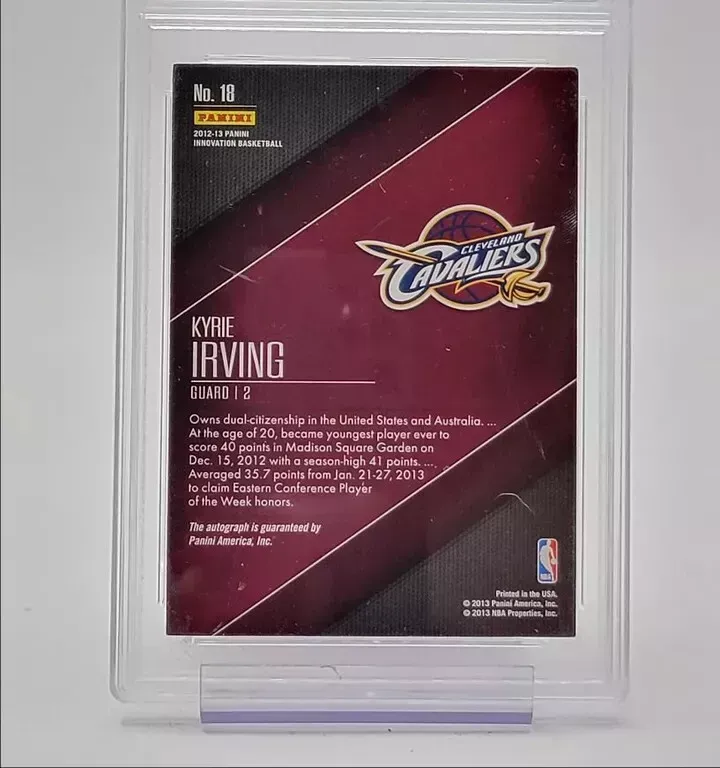 No. 18
PANINI
2012-13 PANINI
INNOVATION BASKETBALL
CLEVELAND
CAVALIERS
KYRIE
IRVING
GUARD | 2
Owns dual-citizenship in the United States and Australia. ...
At the age of 20, became youngest player ever to
score 40 points in Madison Square Garden on
Dec. 15, 2012 with a season-high 41 points. ...
Averaged 35.7 points from Jan. 21-27, 2013
to claim Eastern Conference Player
of the Week honors.
The autograph is guaranteed by
Panini America, Inc.
NBA
Printed in the USA.
© 2013 Panini America, Inc.
© 2013 NBA Properties, Inc.